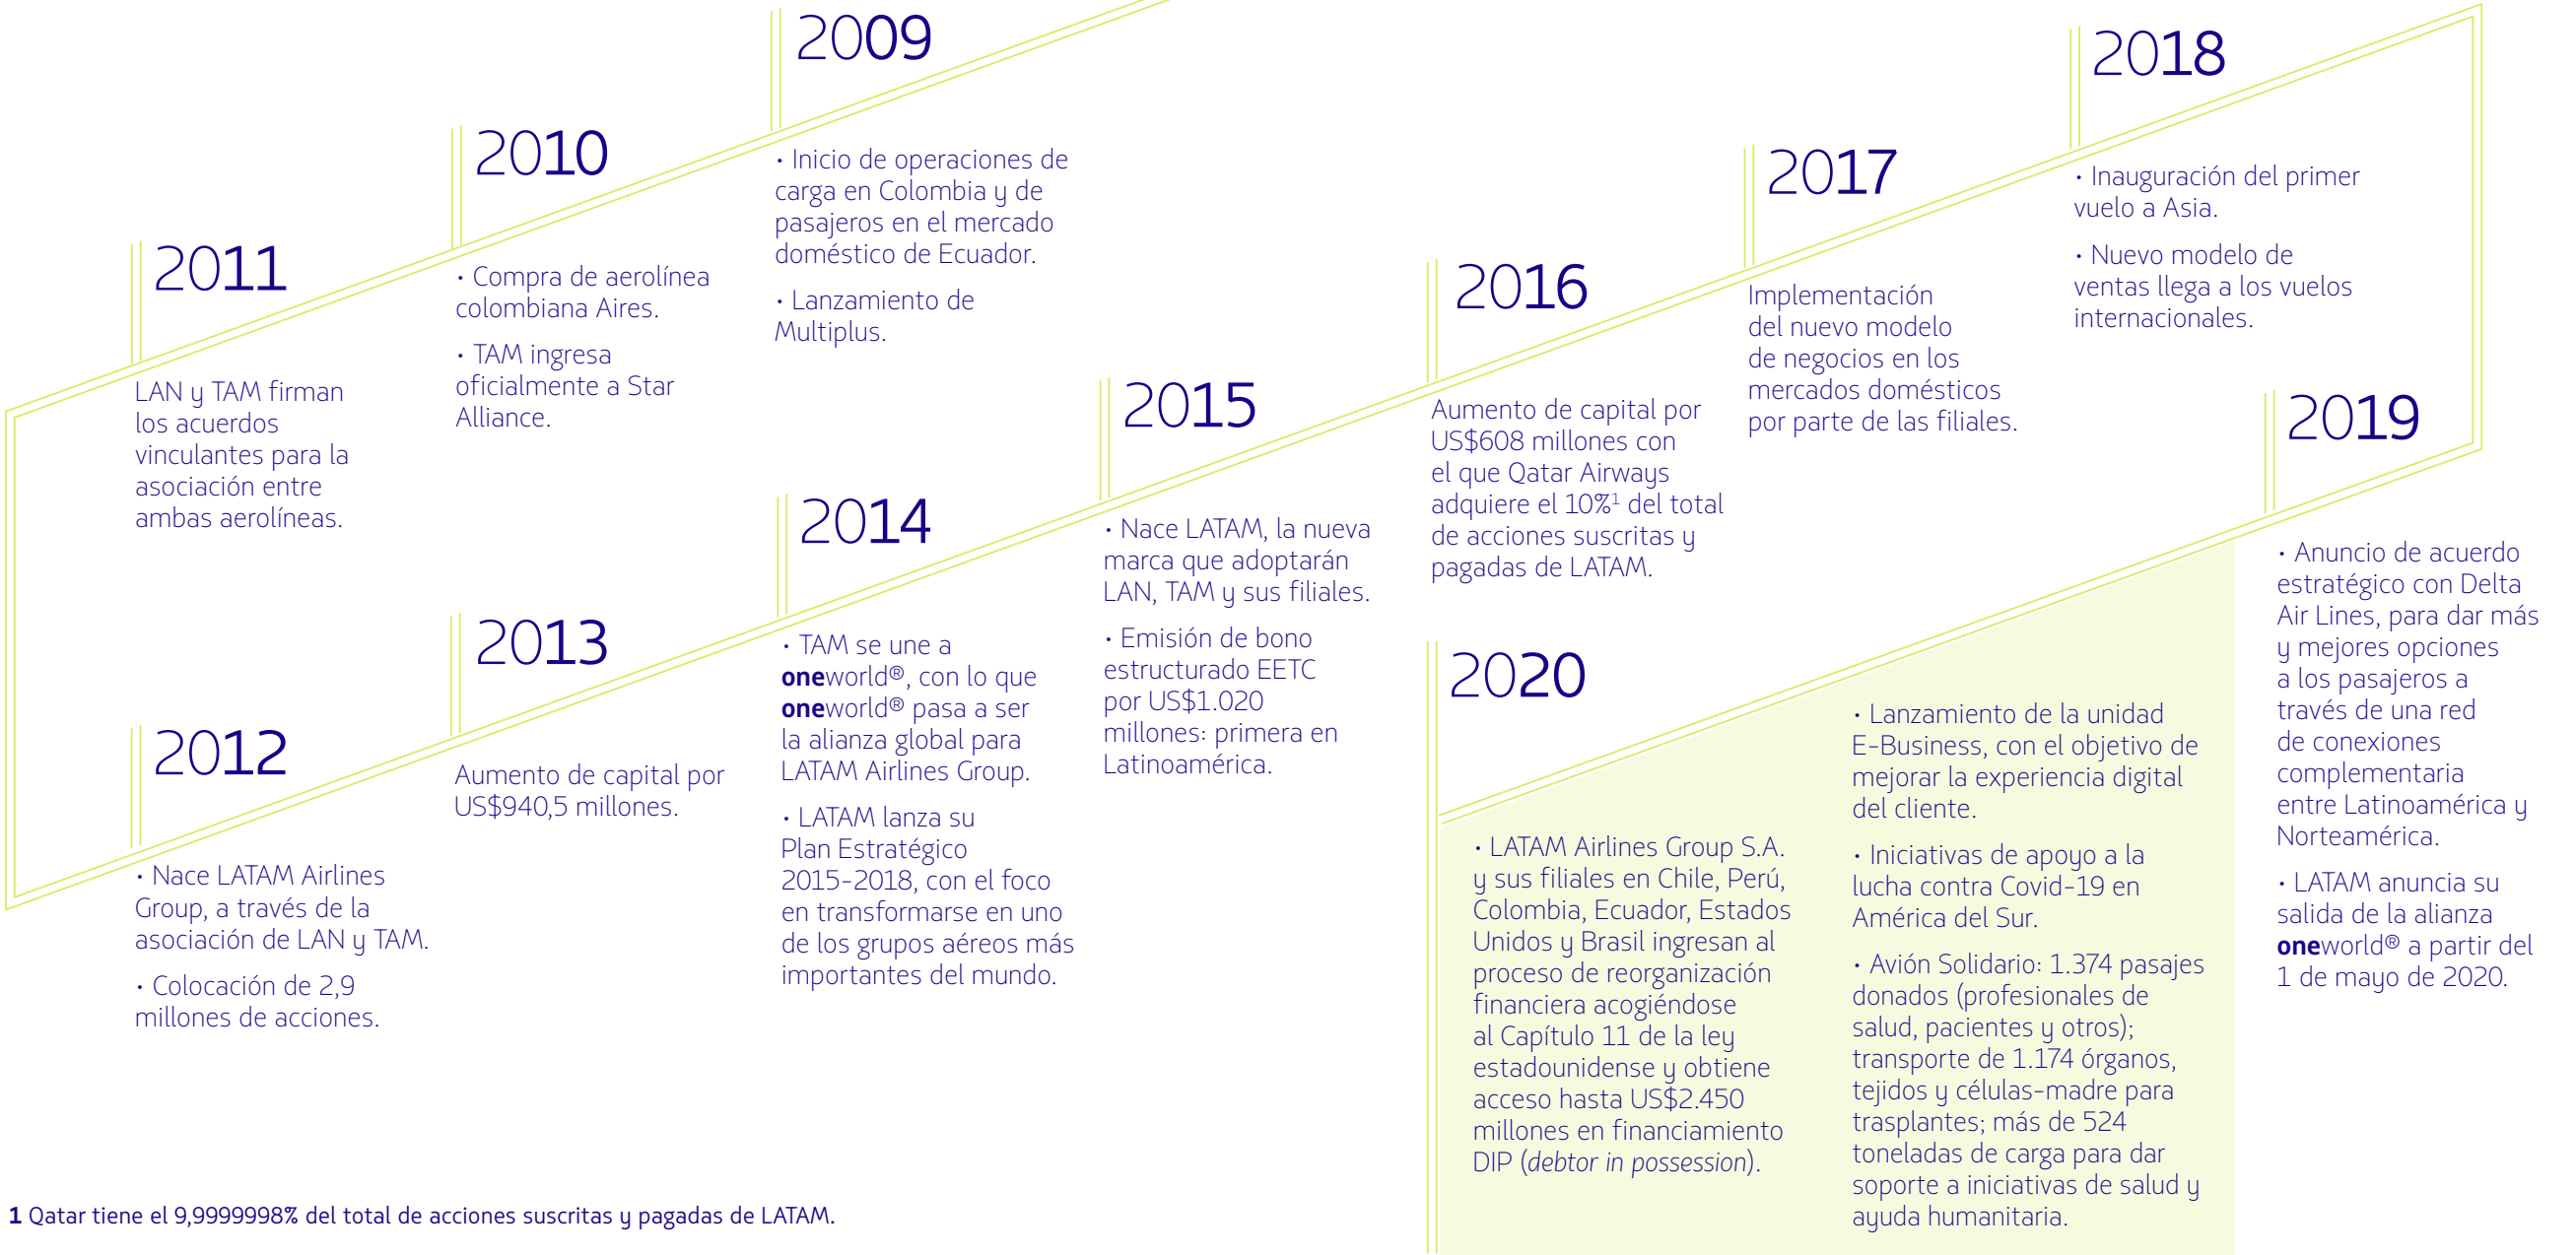 2009
• Inicio de operaciones de
carga en Colombia y de
pasajeros en el mercado
doméstico de Ecuador.
• Lanzamiento de
Multiplus.
2010
• Compra de aerolínea
colombiana Aires.
• TAM ingresa
oficialmente a Star
Alliance.
2011
LAN y TAM firman
los acuerdos
vinculantes para la
asociación entre
ambas aerolíneas.
2012
• Nace LATAM Airlines
Group, a través de la
asociación de LAN y TAM.
• Colocación de 2,9
millones de acciones.
2013
Aumento de capital por
US$940,5 millones.
2014
• TAM se une a
oneworld®, con lo que
oneworld® pasa a ser
la alianza global para
LATAM Airlines Group.
• LATAM lanza su
Plan Estratégico
2015-2018, con el foco
en transformarse en uno
de los grupos aéreos más
importantes del mundo.
2015
• Nace LATAM, la nueva
marca que adoptarán
LAN, TAM y sus filiales.
• Emisión de bono
estructurado EETC
por US$1.020
millones: primera en
Latinoamérica.
2016
Aumento de capital por
US$608 millones con
el que Qatar Airways
adquiere el 10%¹ del total
de acciones suscritas y
pagadas de LATAM.
2017
Implementación
del nuevo modelo
de negocios en los
mercados domésticos
por parte de las filiales.
2018
• Inauguración del primer
vuelo a Asia.
• Nuevo modelo de
ventas llega a los vuelos
internacionales.
2019
• Anuncio de acuerdo
estratégico con Delta
Air Lines, para dar más
y mejores opciones
a los pasajeros a
través de una red
de conexiones
complementaria
entre Latinoamérica y
Norteamérica.
• LATAM anuncia su
salida de la alianza
oneworld® a partir del
1 de mayo de 2020.
2020
• LATAM Airlines Group S.A.
y sus filiales en Chile, Perú,
Colombia, Ecuador, Estados
Unidos y Brasil ingresan al
proceso de reorganización
financiera acogiéndose
al Capítulo 11 de la ley
estadounidense y obtiene
acceso hasta US$2.450
millones en financiamiento
DIP (debtor in possession).
• Lanzamiento de la unidad
E-Business, con el objetivo de
mejorar la experiencia digital
del cliente.
• Iniciativas de apoyo a la
lucha contra Covid-19 en
América del Sur.
• Avión Solidario: 1.374 pasajes
donados (profesionales de
salud, pacientes y otros);
transporte de 1.174 órganos,
tejidos y células-madre para
trasplantes; más de 524
toneladas de carga para dar
soporte a iniciativas de salud y
ayuda humanitaria.
1 Qatar tiene el 9,9999998% del total de acciones suscritas y pagadas de LATAM.